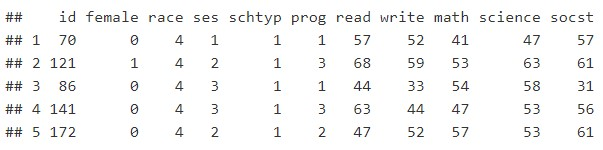 ##    id female race ses schtyp prog read write math science socst
## 1  70      0    4   1      1    1   57    52   41      47    57
## 2 121      1    4   2      1    3   68    59   53      63    61
## 3  86      0    4   3      1    1   44    33   54      58    31
## 4 141      0    4   3      1    3   63    44   47      53    56
## 5 172      0    4   2      1    2   47    52   57      53    61